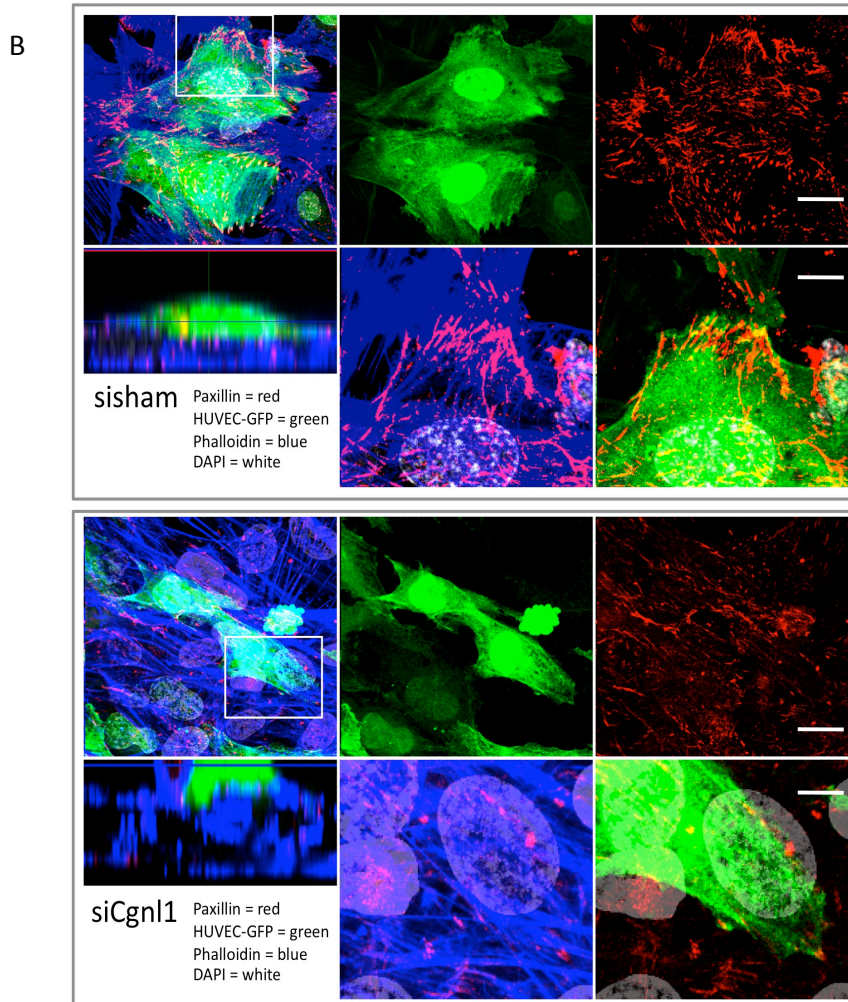 B
sisham
Paxillin = red
HUVEC-GFP = green
Phalloidin = blue
DAPI = white
siCgnl1
Paxillin = red
HUVEC-GFP = green
Phalloidin = blue
DAPI = white